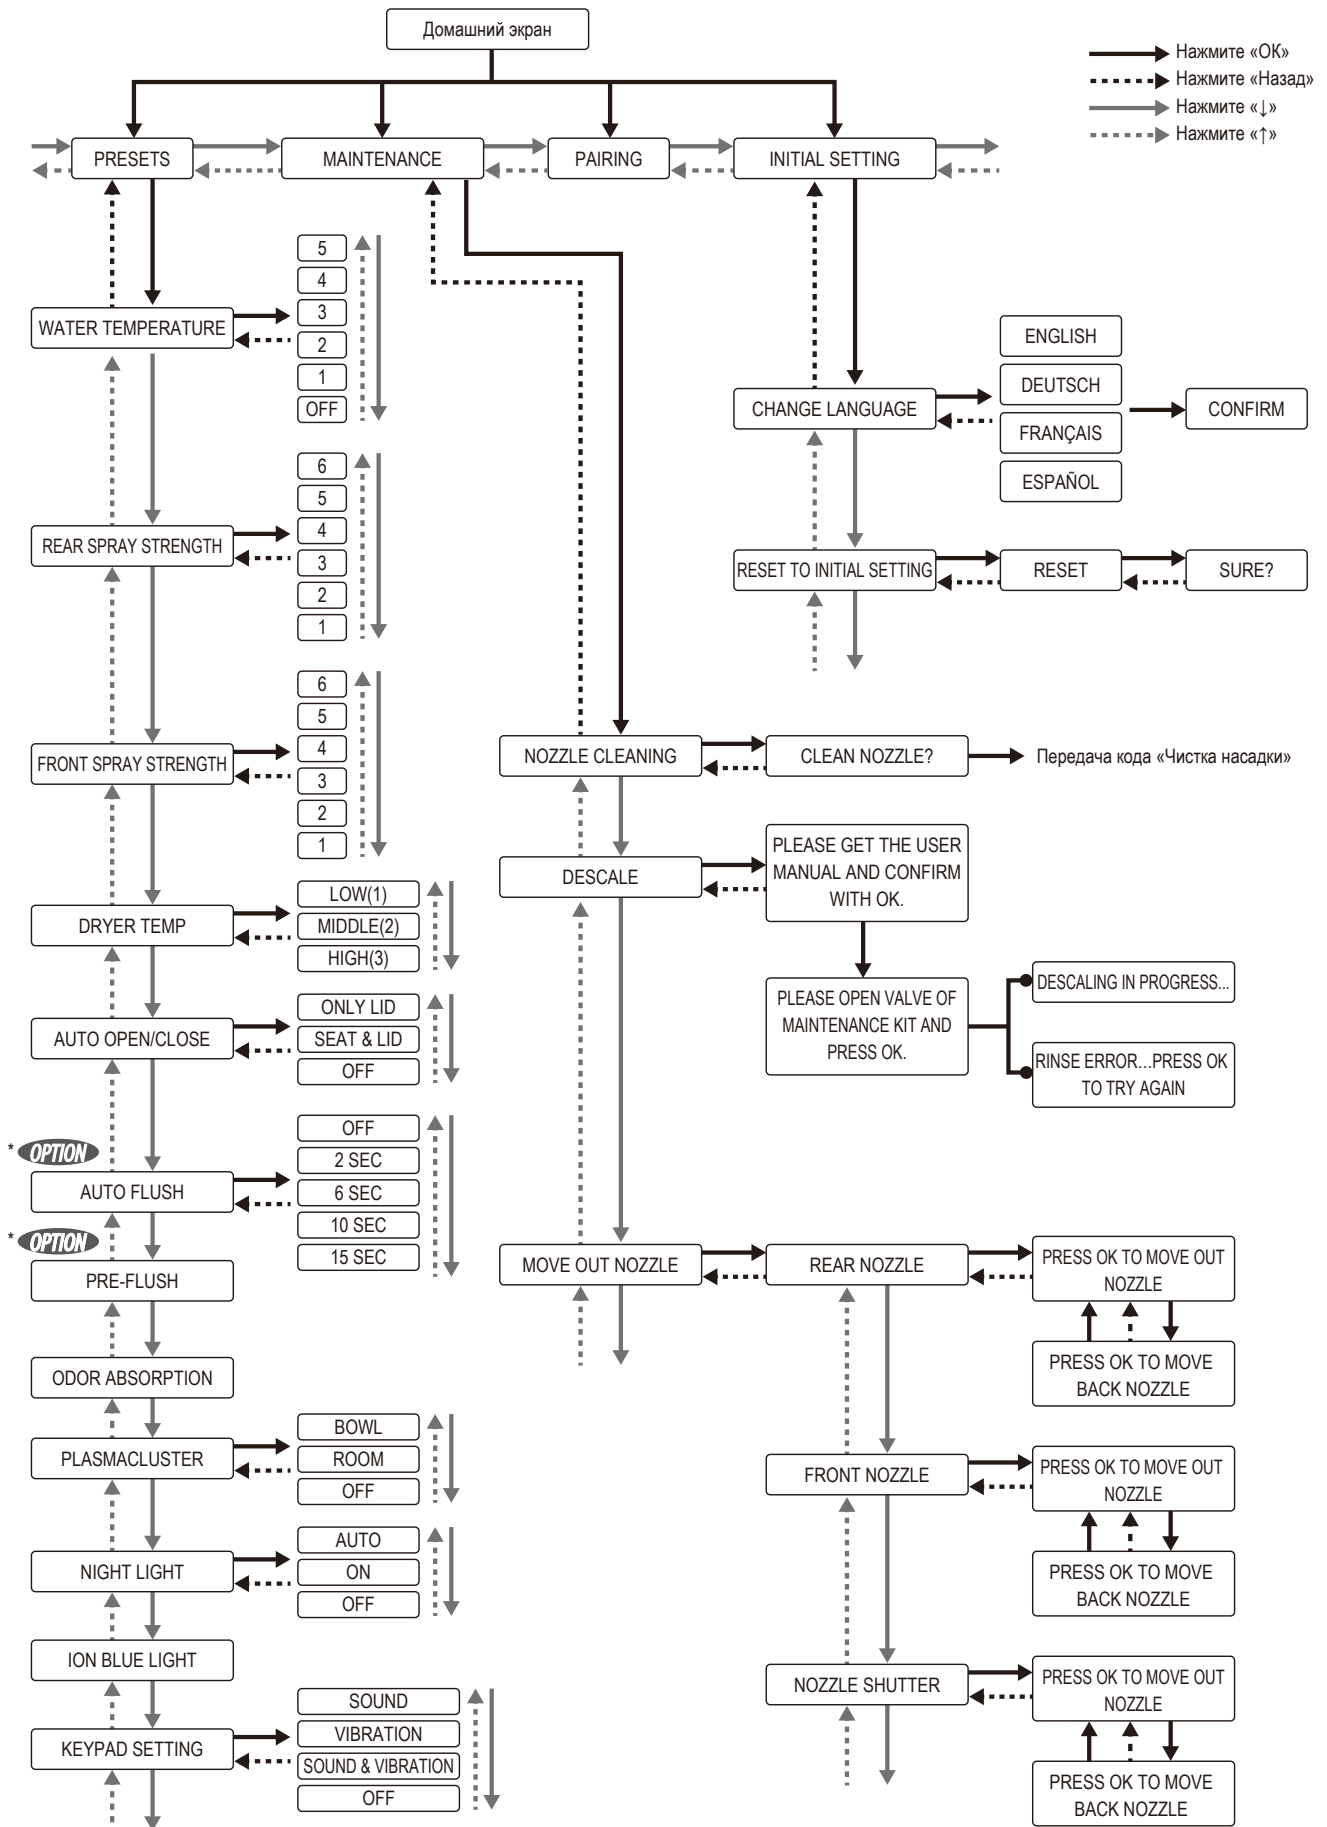 Домашний экран
Нажмите «ОК»
Нажмите «Назад»
Нажмите «↓»
Нажмите «↑»
PRESETS
MAINTENANCE
PAIRING
INITIAL SETTING
WATER TEMPERATURE
5
4
3
2
1
OFF
REAR SPRAY STRENGTH
6
5
4
3
2
1
FRONT SPRAY STRENGTH
6
5
4
3
2
1
DRYER TEMP
LOW(1)
MIDDLE(2)
HIGH(3)
AUTO OPEN/CLOSE
ONLY LID
SEAT & LID
OFF
* OPTION
AUTO FLUSH
OFF
2 SEC
6 SEC
10 SEC
15 SEC
* OPTION
PRE-FLUSH
ODOR ABSORPTION
PLASMACLUSTER
BOWL
ROOM
OFF
NIGHT LIGHT
AUTO
ON
OFF
ION BLUE LIGHT
KEYPAD SETTING
SOUND
VIBRATION
SOUND & VIBRATION
OFF
NOZZLE CLEANING
CLEAN NOZZLE?
Передача кода «Чистка насадки»
DESCALE
PLEASE GET THE USER
MANUAL AND CONFIRM
WITH OK.
PLEASE OPEN VALVE OF
MAINTENANCE KIT AND
PRESS OK.
DESCALING IN PROGRESS...
RINSE ERROR...PRESS OK
TO TRY AGAIN
MOVE OUT NOZZLE
REAR NOZZLE
PRESS OK TO MOVE OUT
NOZZLE
PRESS OK TO MOVE
BACK NOZZLE
FRONT NOZZLE
PRESS OK TO MOVE OUT
NOZZLE
PRESS OK TO MOVE
BACK NOZZLE
NOZZLE SHUTTER
PRESS OK TO MOVE OUT
NOZZLE
PRESS OK TO MOVE
BACK NOZZLE
CHANGE LANGUAGE
ENGLISH
DEUTSCH
FRANÇAIS
ESPAÑOL
CONFIRM
RESET TO INITIAL SETTING
RESET
SURE?